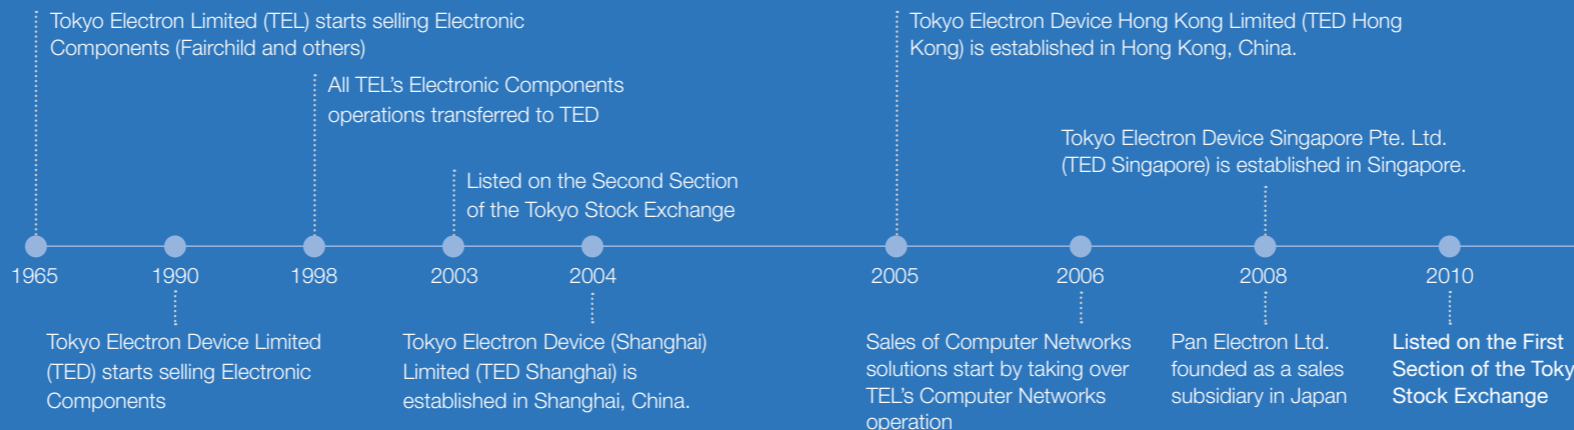 Tokyo Electron Limited (TEL) starts selling Electronic
Components (Fairchild and others)
All TEL's Electronic Components
operations transferred to TED
Listed on the Second Section
of the Tokyo Stock Exchange
Tokyo Electron Device Hong Kong Limited (TED Hong
Kong) is established in Hong Kong, China.
Tokyo Electron Device Singapore Pte. Ltd.
(TED Singapore) is established in Singapore.
1965 1990 1998 2003 2004 2005 2006 2008 2010
Tokyo Electron Device Limited
(TED) starts selling Electronic
Components
Tokyo Electron Device (Shanghai)
Limited (TED Shanghai) is
established in Shanghai, China.
Sales of Computer Networks
solutions start by taking over
TEL's Computer Networks
operation
Pan Electron Ltd.
founded as a sales
subsidiary in Japan
Listed on the First
Section of the Toky
Stock Exchange